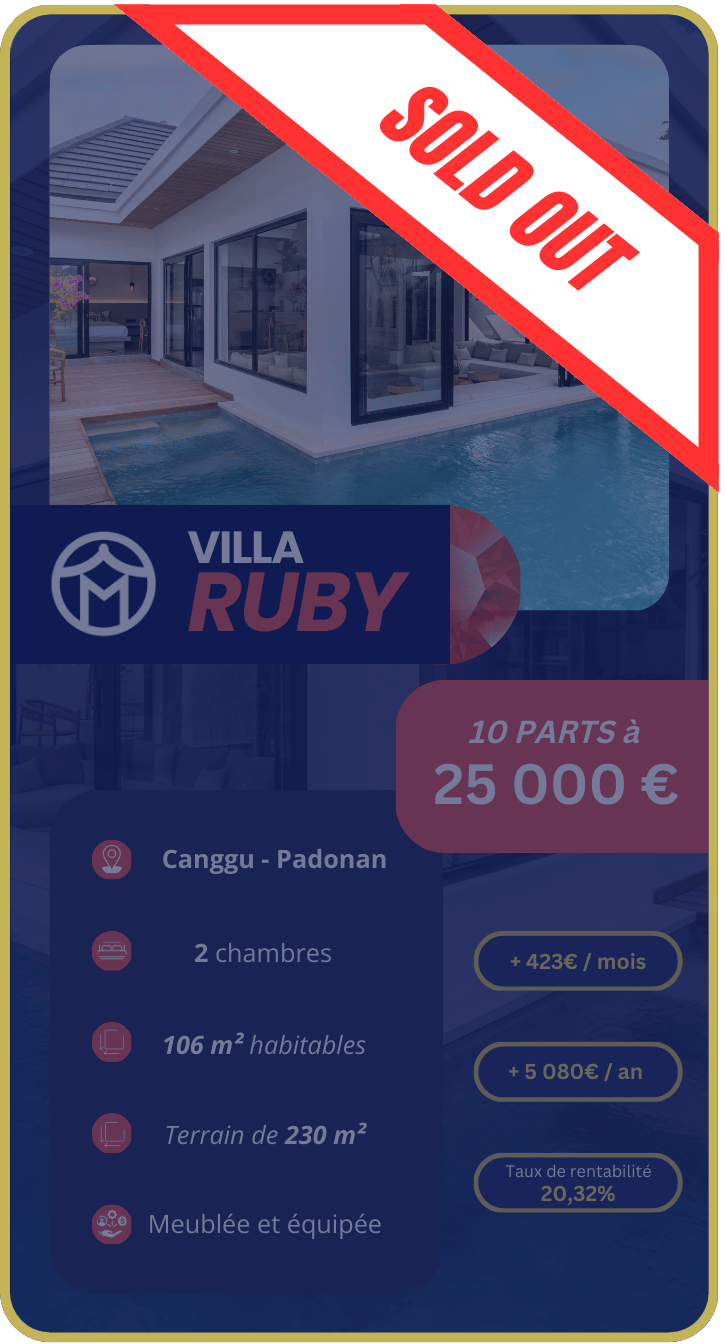 SOLD OUT
VILLA
RUBY
10 PARTS à
25 000 €
Canggu - Padonan
2 chambres
106 m² habitables
Terrain de 230 m²
Meublée et équipée
+ 423€ / mois
+ 5 080€ / an
Taux de rentabilité
20,32%